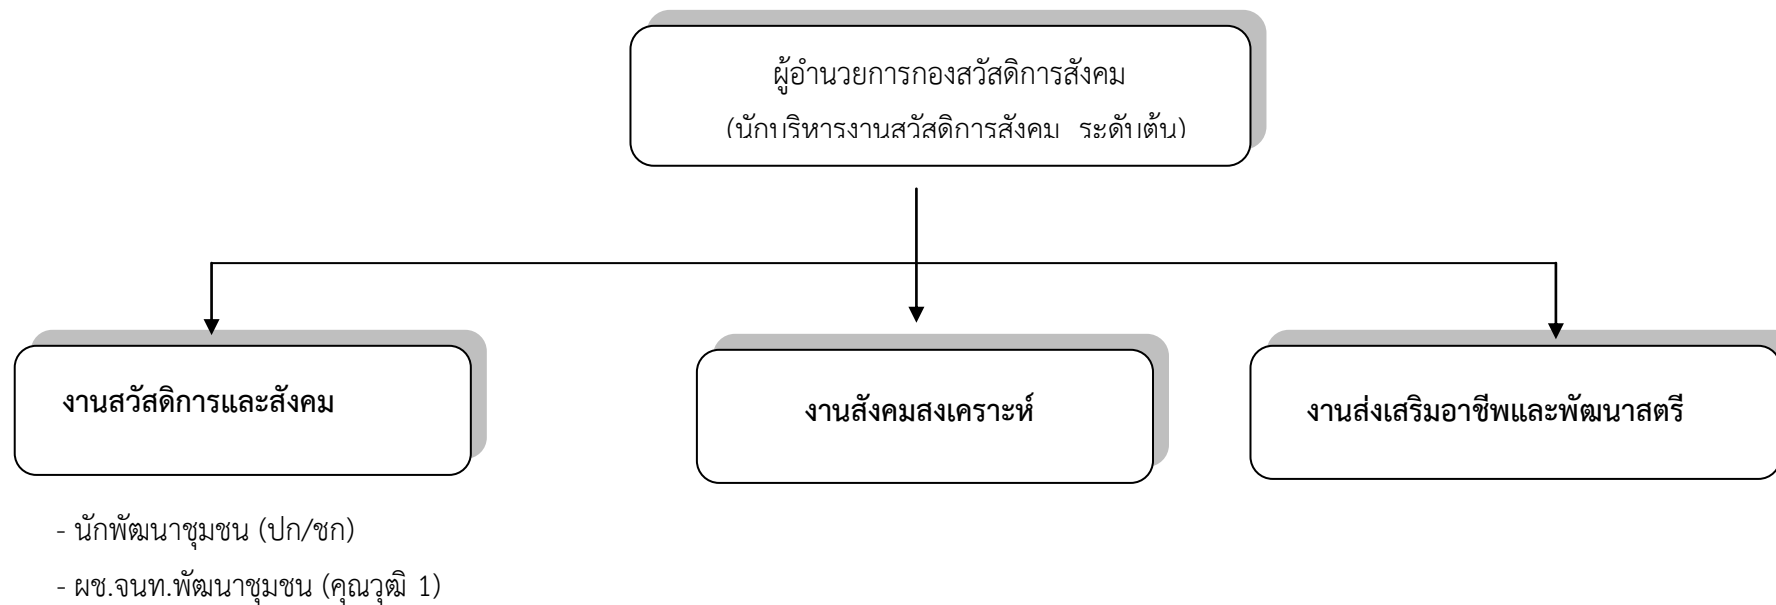 ผู้อำนวยการกองสวัสดิการสังคม
(นักบริหารงานสวัสดิการสังคม ระดับต้น)
งานสวัสดิการและสังคม
งานสังคมสงเคราะห์
งานส่งเสริมอาชีพและพัฒนาสตรี
- นักพัฒนาชุมชน (ปก/ชก)
- ผช.จนท.พัฒนาชุมชน (คุณวุฒิ 1)